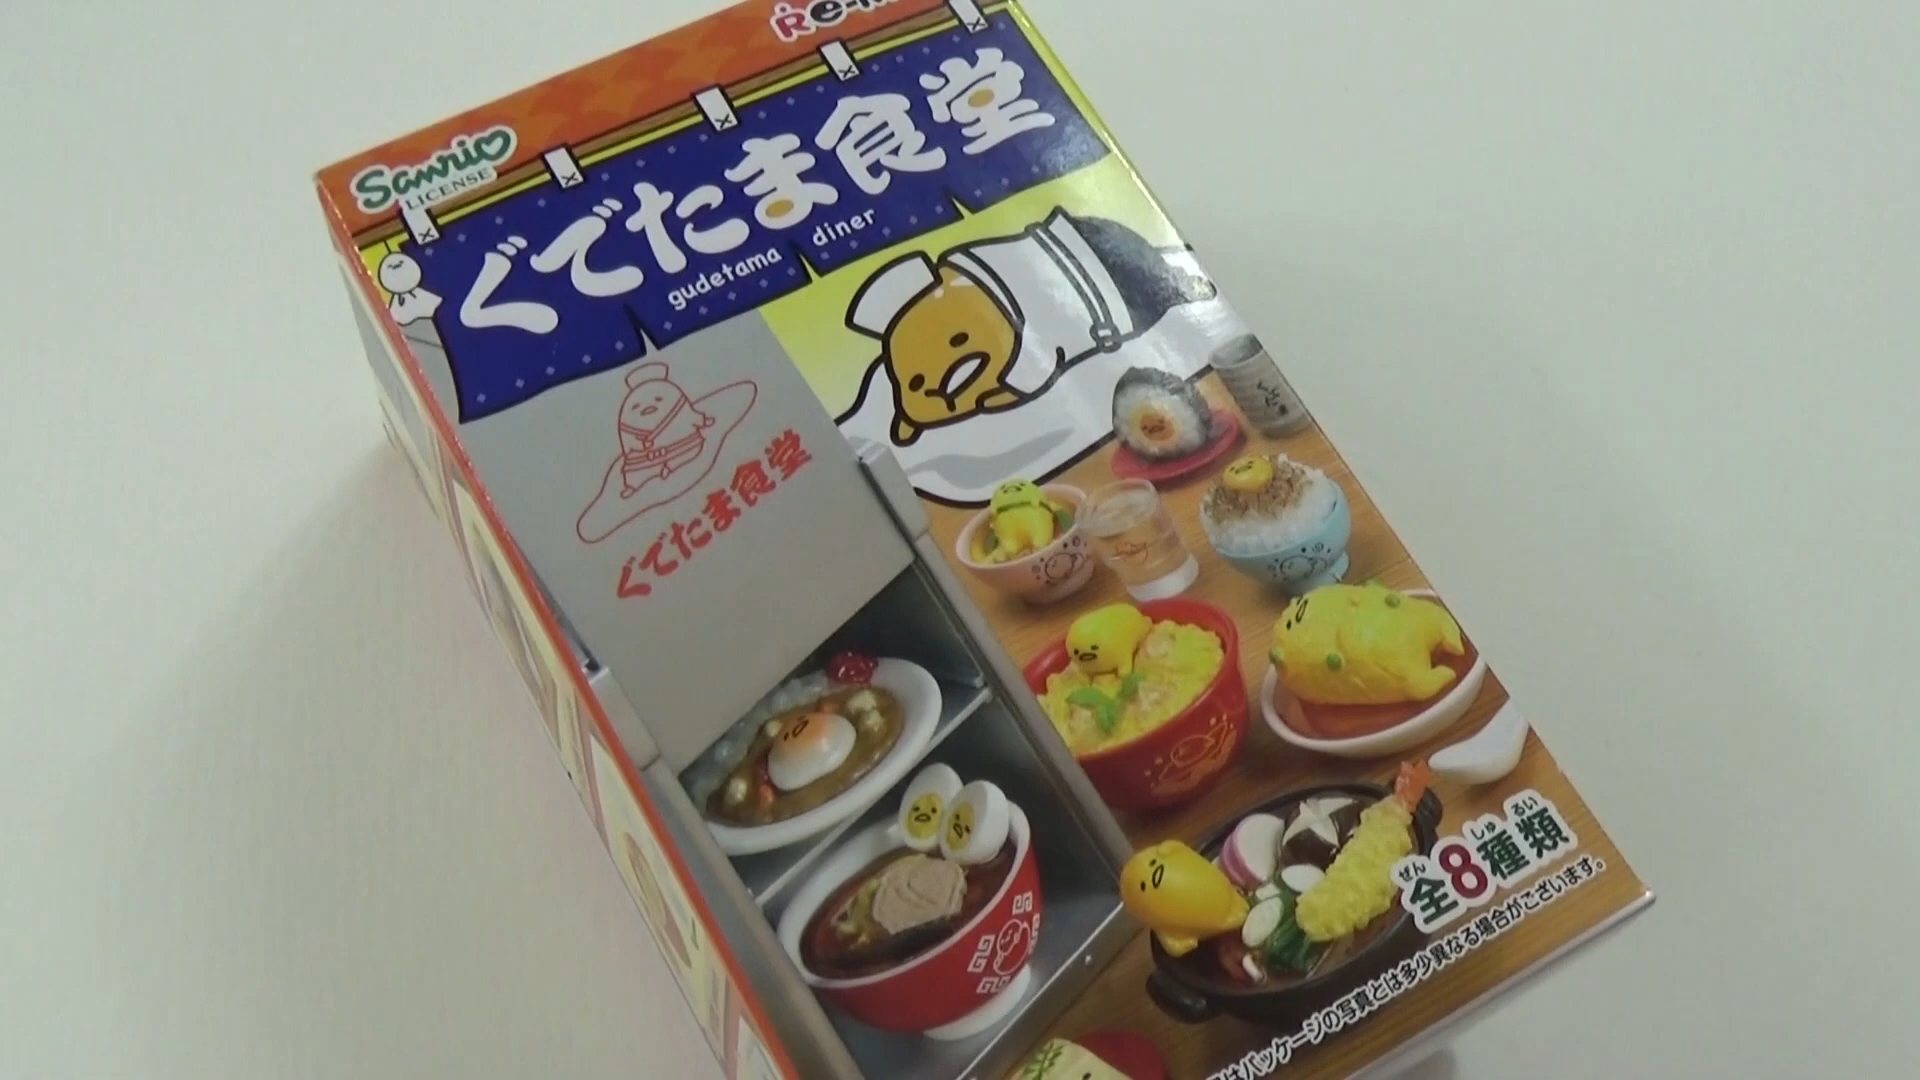 Re-m
Sanrio
LICENSE
ぐでたま食堂
gudetama diner
ぐでたま食堂
ぜん しゅ るい
全8種類
はパッケージの写真とは多少異なる場合がございます。